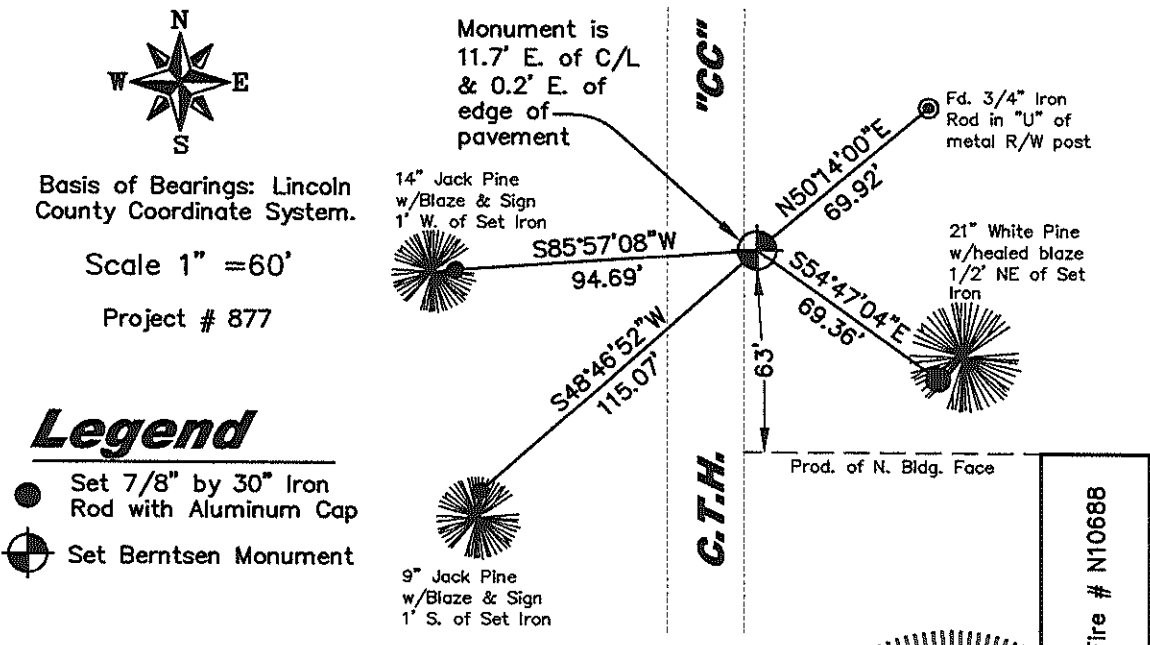 N
W E
S
Basis of Bearings: Lincoln
County Coordinate System.
Scale 1" =60'
Project # 877
Legend
Set 7/8" by 30" Iron
Rod with Aluminum Cap
Set Berntsen Monument
Monument is
11.7' E. of C/L
& 0.2' E. of
edge of
pavement
14" Jack Pine
w/Blaze & Sign
1' W. of Set Iron
S85°57'08"W
94.69'
S48°46'52"W
115.07'
9" Jack Pine
w/Blaze & Sign
1' S. of Set Iron
"CC"
C.T.H.
N50°14'00"E
69.92'
Fd. 3/4" Iron
Rod in "U" of
metal R/W post
S54°47'04"E
69.36'
21" White Pine
w/healed blaze
1/2' NE of Set
Iron
63'
Prod. of N. Bldg. Face
Fire # N10688